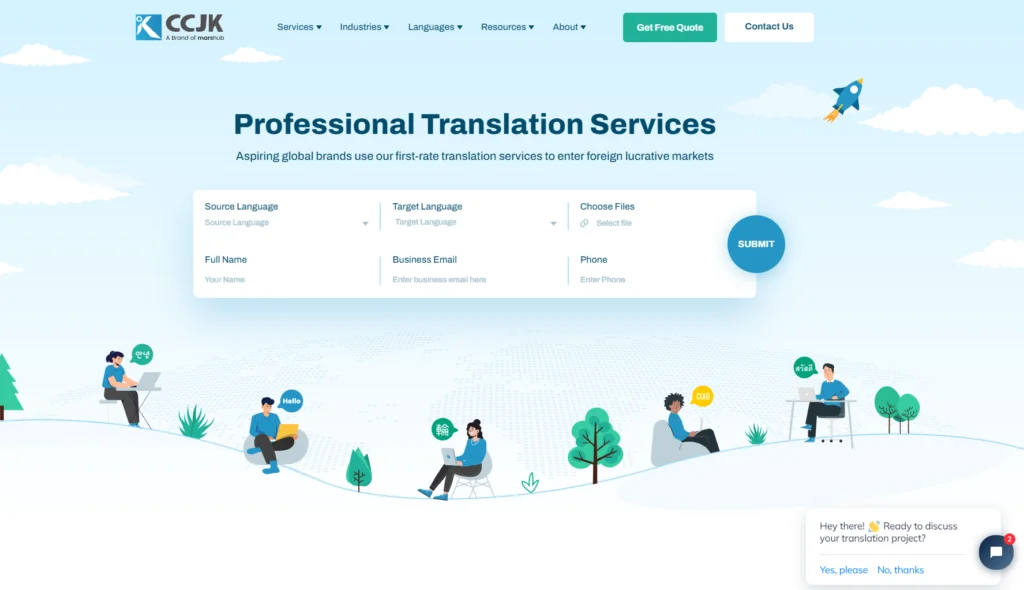 CCJK
A Brand of marshub
Services
Industries
Languages
Resources
About
Get Free Quote
Contact Us
Professional Translation Services
Aspiring global brands use our first-rate translation services to enter foreign lucrative markets
Source Language
Target Language
Choose Files
Source Language
Target Language
Select file
SUBMIT
Full Name
Business Email
Phone
Your Name
Enter business email here
Enter Phone
안녕
Hello
輪
สวัสดี
Hey there! 👋 Ready to discuss
your translation project?
2
Yes, please
No, thanks